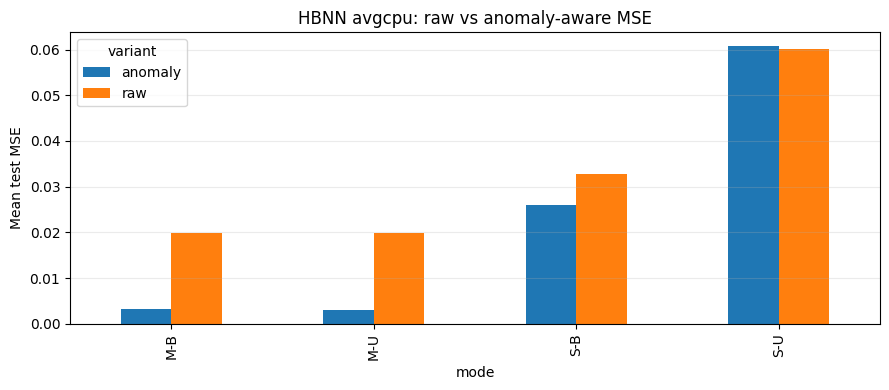 HBNN avgcpu: raw vs anomaly-aware MSE
variant
anomaly
raw
Mean test MSE
0.06
0.05
0.04
0.03
0.02
0.01
0.00
M-B
M-U
S-B
S-U
mode